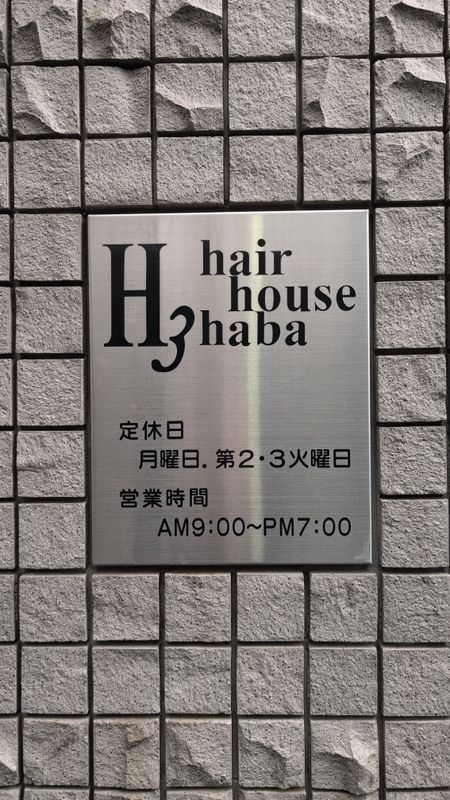 H3
hair
house
haba
定休日
月曜日.第2・3火曜日
営業時間
AM9:00~PM7:00